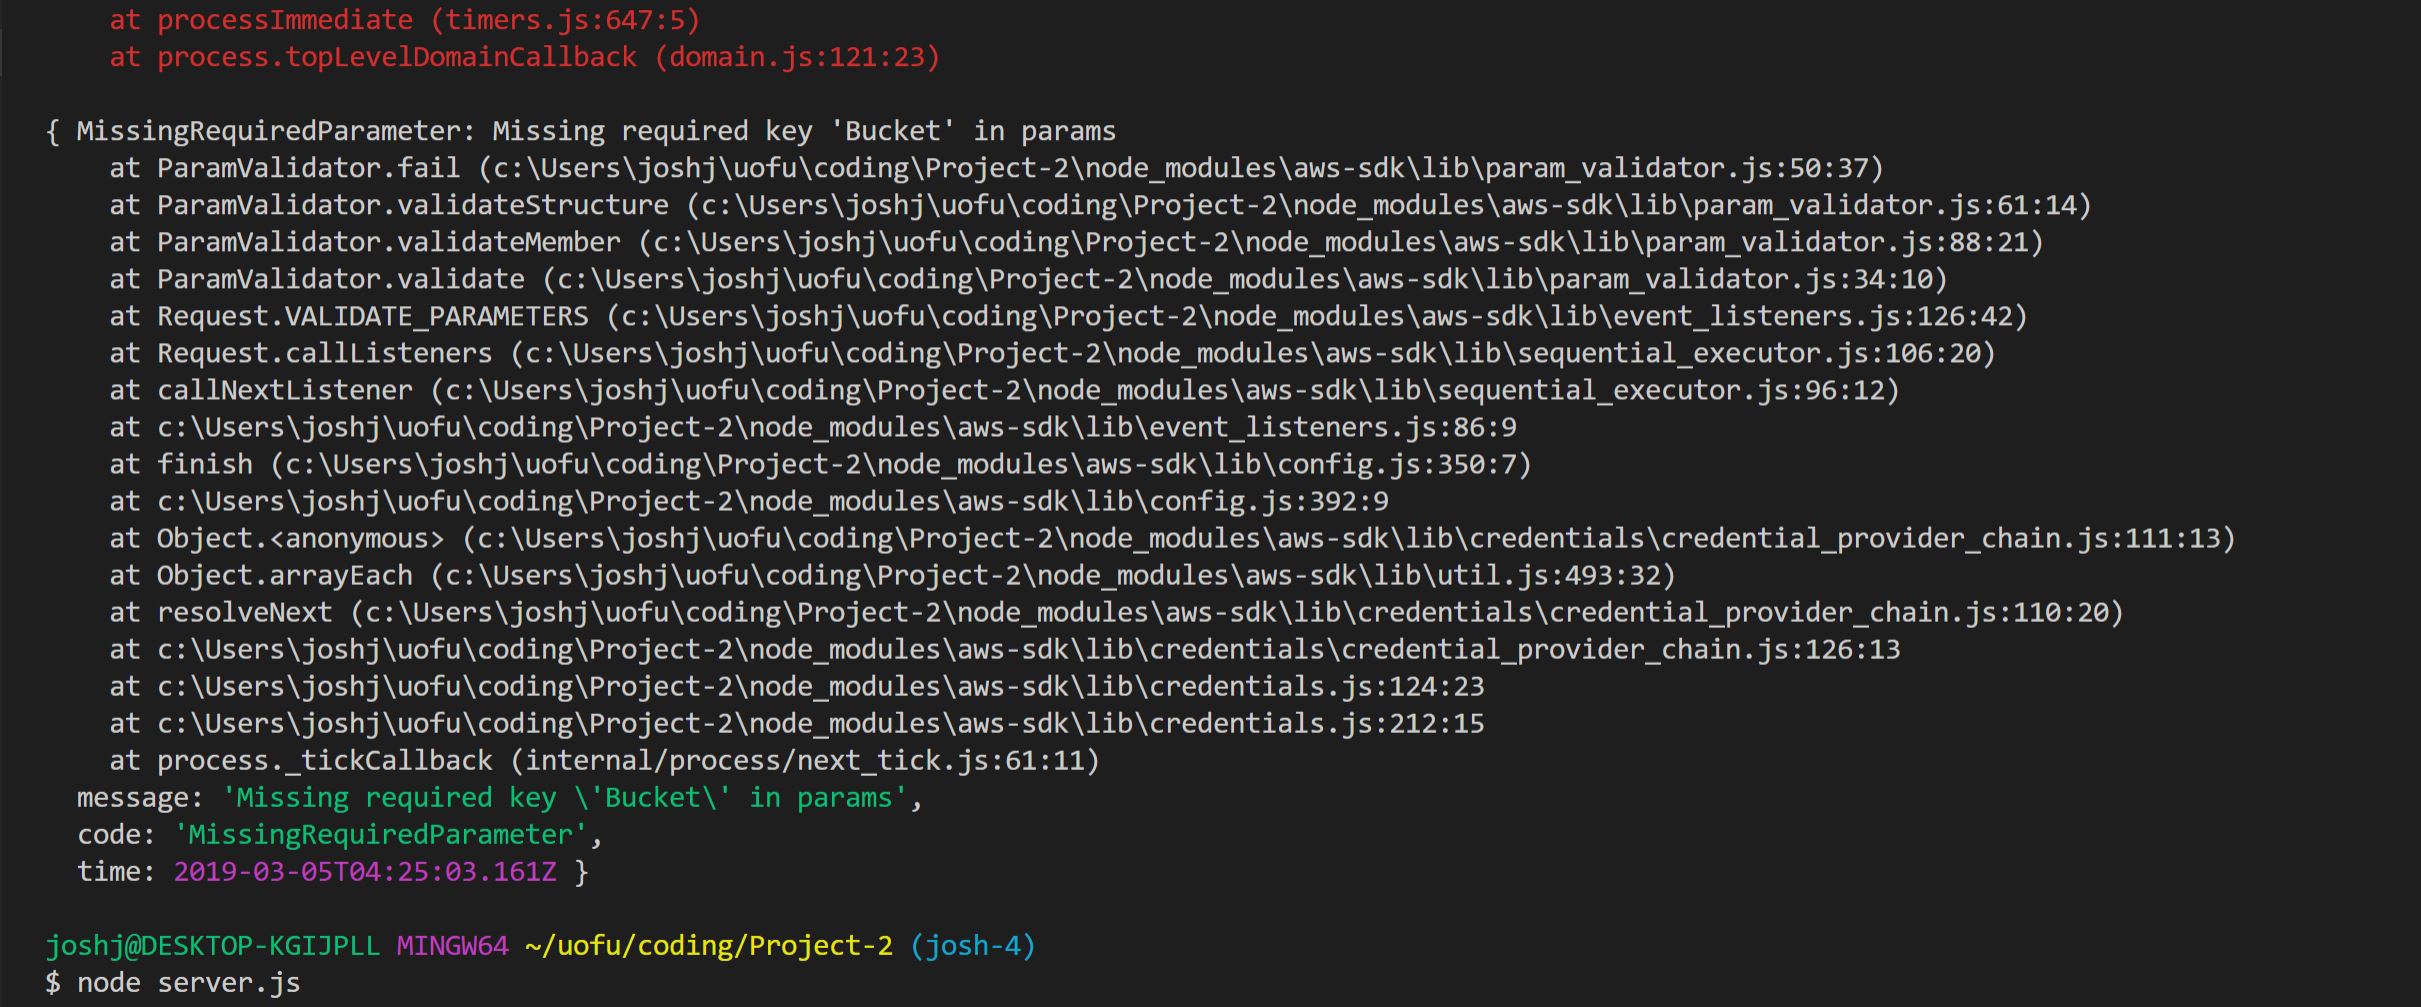 at processImmediate (timers.js:647:5)
at process.topLevelDomainCallback (domain.js:121:23)
{ MissingRequiredParameter: Missing required key 'Bucket' in params
at ParamValidator.fail (c:\Users\joshj\uofu\coding\Project-2\node_modules\aws-sdk\lib\param_validator.js:50:37)
at ParamValidator.validateStructure (c:\Users\joshj\uofu\coding\Project-2\node_modules\aws-sdk\lib\param_validator.js:61:14)
at ParamValidator.validateMember (c:\Users\joshj\uofu\coding\Project-2\node_modules\aws-sdk\lib\param_validator.js:88:21)
at ParamValidator.validate (c:\Users\joshj\uofu\coding\Project-2\node_modules\aws-sdk\lib\param_validator.js:34:10)
at Request.VALIDATE_PARAMETERS (c:\Users\joshj\uofu\coding\Project-2\node_modules\aws-sdk\lib\event_listeners.js:126:42)
at Request.callListeners (c:\Users\joshj\uofu\coding\Project-2\node_modules\aws-sdk\lib\sequential_executor.js:106:20)
at callNextListener (c:\Users\joshj\uofu\coding\Project-2\node_modules\aws-sdk\lib\sequential_executor.js:96:12)
at c:\Users\joshj\uofu\coding\Project-2\node_modules\aws-sdk\lib\event_listeners.js:86:9
at finish (c:\Users\joshj\uofu\coding\Project-2\node_modules\aws-sdk\lib\config.js:350:7)
at c:\Users\joshj\uofu\coding\Project-2\node_modules\aws-sdk\lib\config.js:392:9
at Object.<anonymous> (c:\Users\joshj\uofu\coding\Project-2\node_modules\aws-sdk\lib\credentials\credential_provider_chain.js:111:13)
at Object.arrayEach (c:\Users\joshj\uofu\coding\Project-2\node_modules\aws-sdk\lib\util.js:493:32)
at resolveNext (c:\Users\joshj\uofu\coding\Project-2\node_modules\aws-sdk\lib\credentials\credential_provider_chain.js:110:20)
at c:\Users\joshj\uofu\coding\Project-2\node_modules\aws-sdk\lib\credentials\credential_provider_chain.js:126:13
at c:\Users\joshj\uofu\coding\Project-2\node_modules\aws-sdk\lib\credentials.js:124:23
at c:\Users\joshj\uofu\coding\Project-2\node_modules\aws-sdk\lib\credentials.js:212:15
at process._tickCallback (internal/process/next_tick.js:61:11)
message: 'Missing required key \'Bucket\' in params',
code: 'MissingRequiredParameter',
time: 2019-03-05T04:25:03.161Z }
joshj@DESKTOP-KGIJPLL MINGW64 ~/uofu/coding/Project-2 (josh-4)
$ node server.js